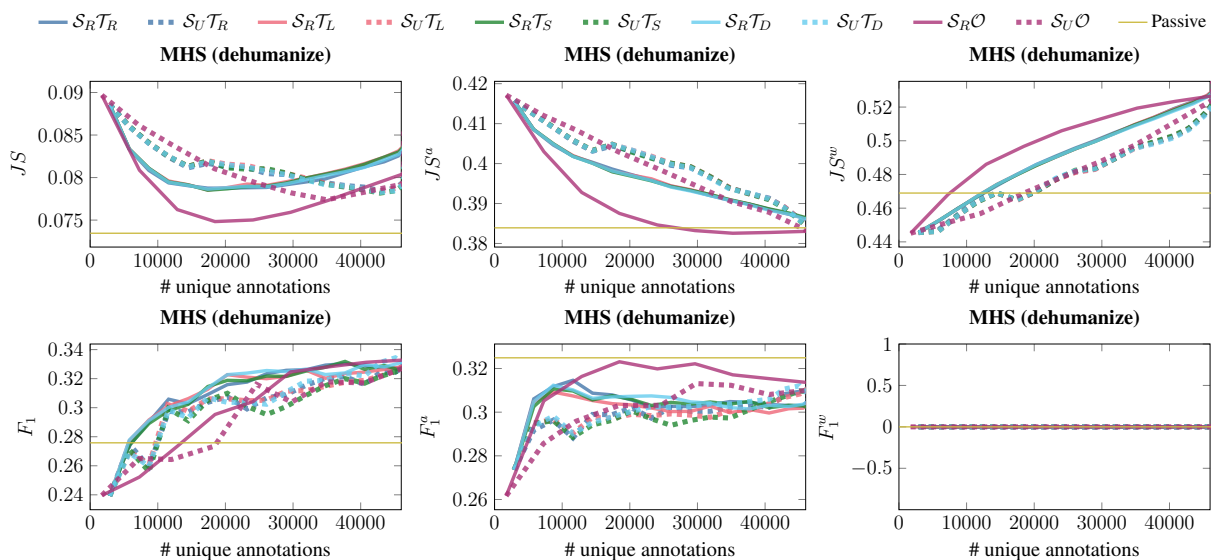 S_R T_R S_U T_R S_R T_L S_U T_L S_R T_S S_U T_S S_R T_D S_U T_D S_R O S_U O Passive
MHS (dehumanize) MHS (dehumanize) MHS (dehumanize)
0.09
0.085
0.08
0.075
JS
0 10000 20000 30000 40000
# unique annotations
0.42
0.41
0.4
0.39
0.38
JS^a
0 10000 20000 30000 40000
# unique annotations
0.52
0.5
0.48
0.46
0.44
JS^w
0 10000 20000 30000 40000
# unique annotations
MHS (dehumanize) MHS (dehumanize) MHS (dehumanize)
0.34
0.32
0.3
0.28
0.26
0.24
F_1
0 10000 20000 30000 40000
# unique annotations
0.32
0.3
0.28
0.26
F_1^a
0 10000 20000 30000 40000
# unique annotations
1
0.5
0
−0.5
−1
F_1^w
0 10000 20000 30000 40000
# unique annotations